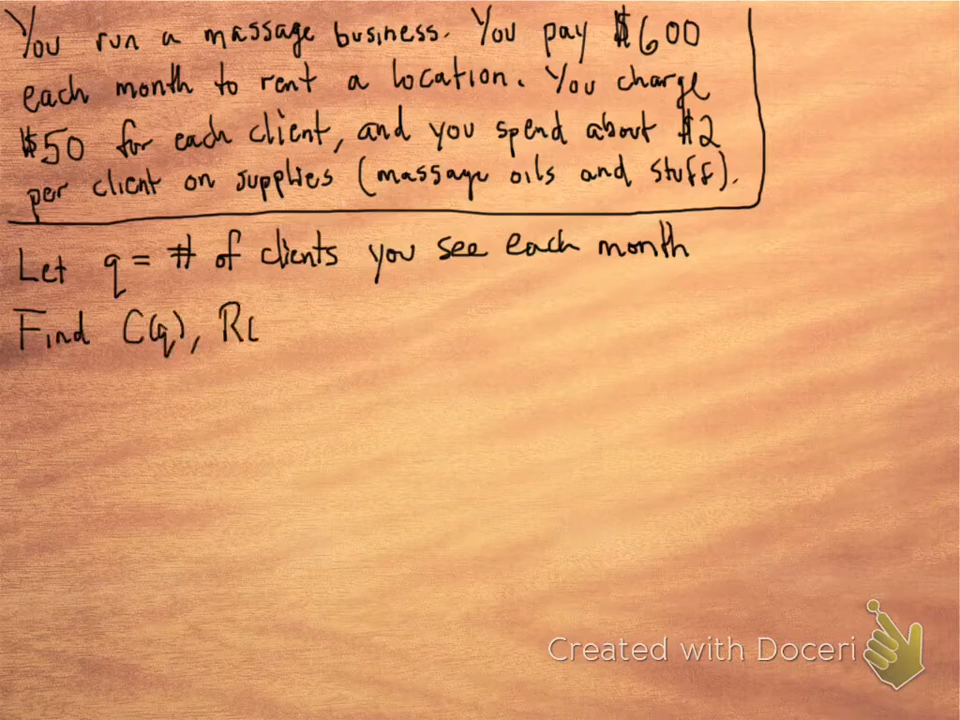 You run a massage business. You pay $600
each month to rent a location. You charge
$50 for each client, and you spend about $2
per client on supplies (massage oils and stuff).
Let q = # of clients you see each month
Find C(q), R(
Created with Doceri